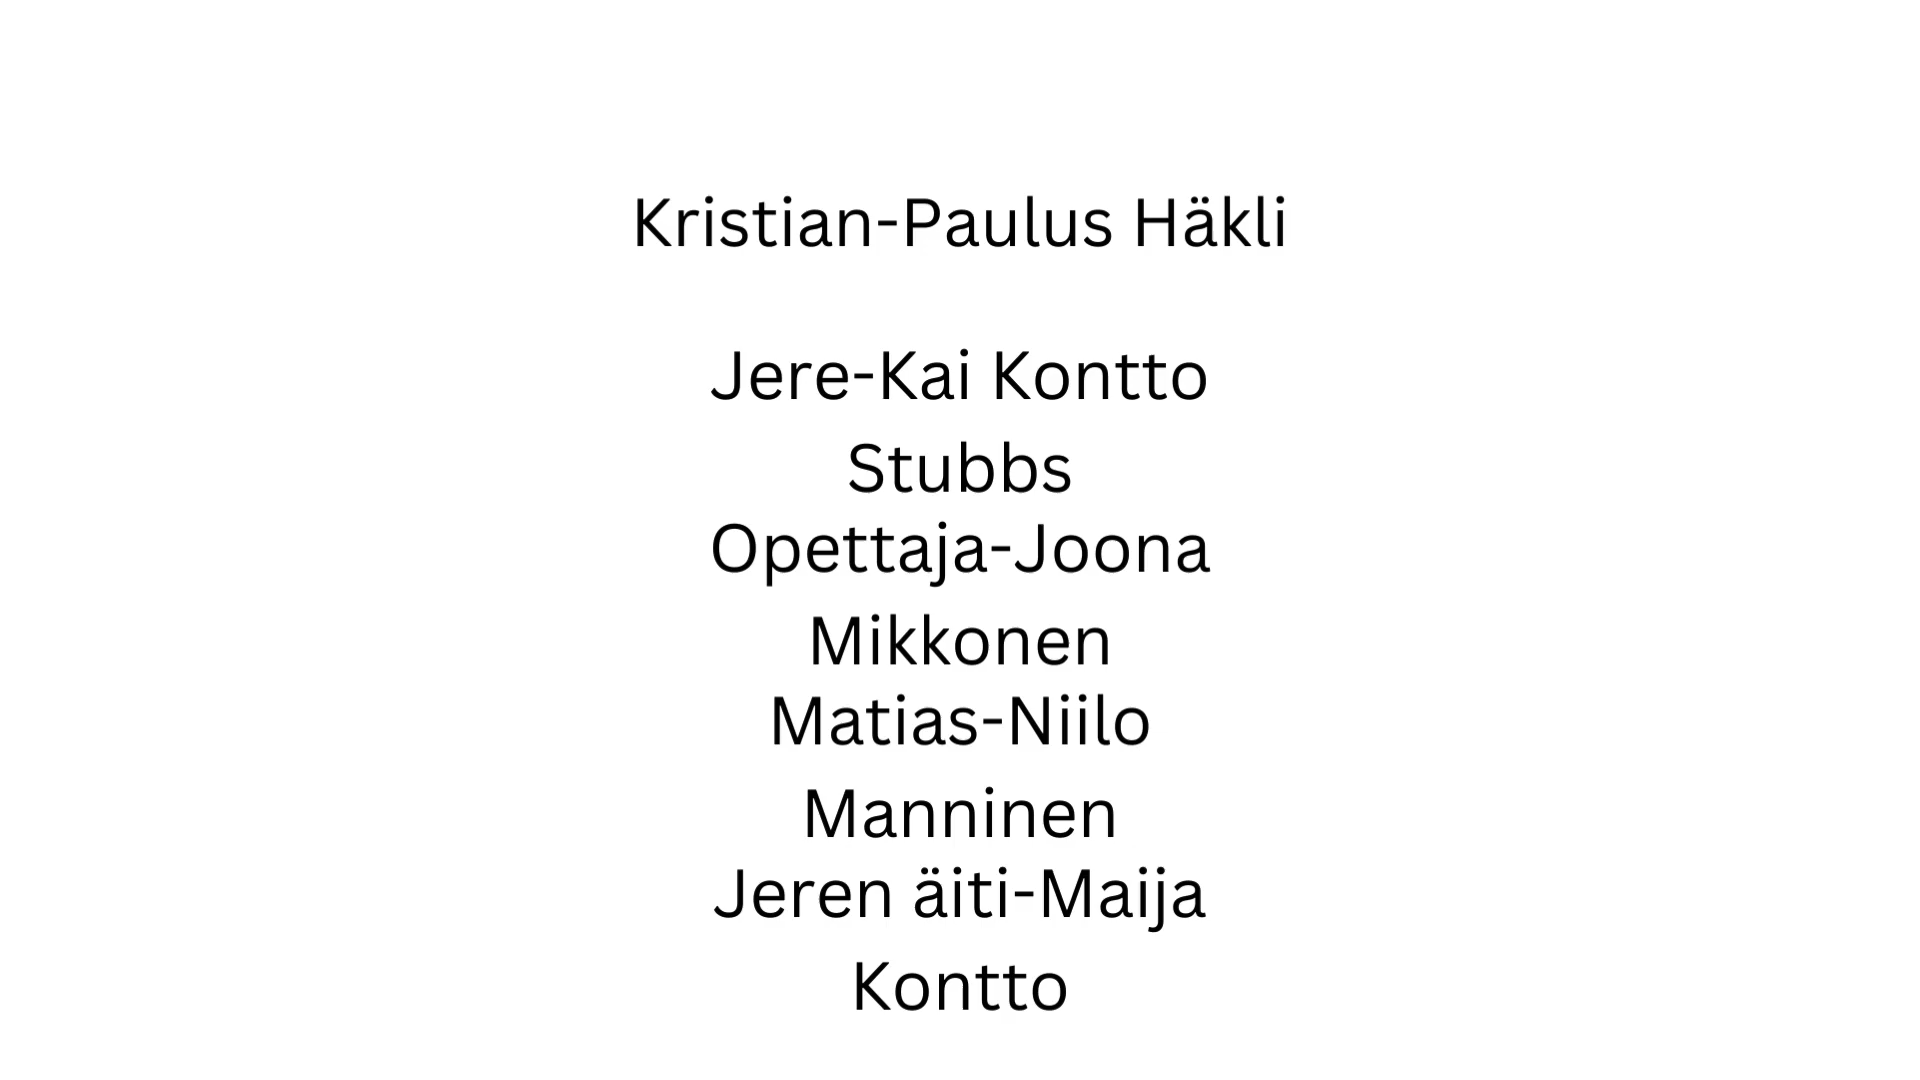 Kristian-Paulus Häkli
Jere-Kai Kontto
Stubbs
Opettaja-Joona
Mikkonen
Matias-Niilo
Manninen
Jeren äiti-Maija
Kontto